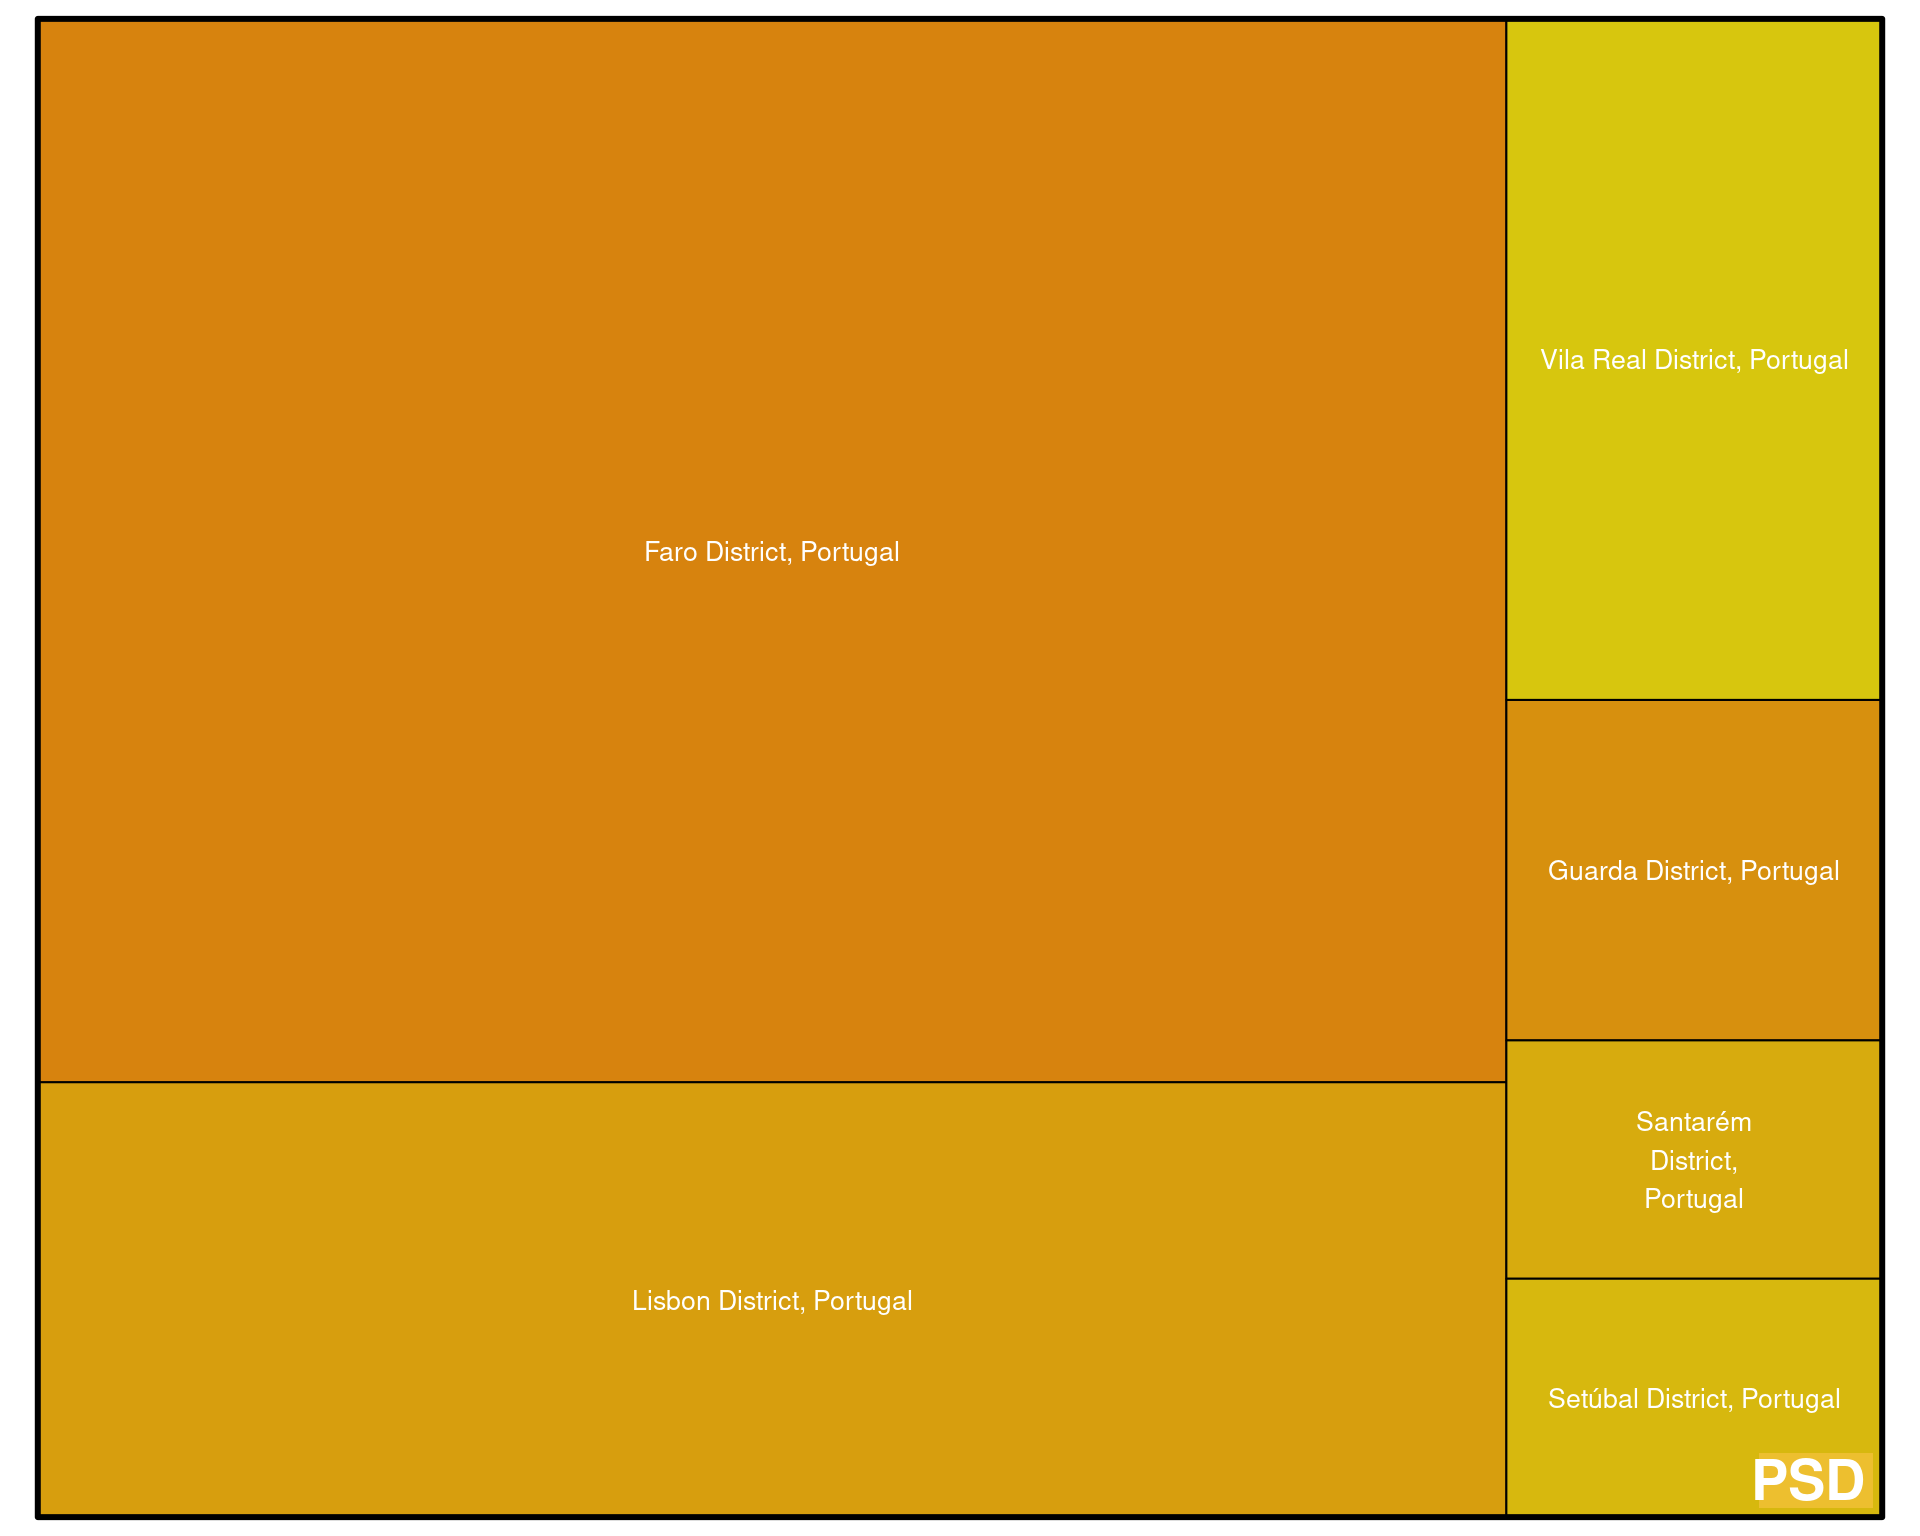 Faro District, Portugal
Lisbon District, Portugal
Vila Real District, Portugal
Guarda District, Portugal
Santarém
District,
Portugal
Setúbal District, Portugal
PSD